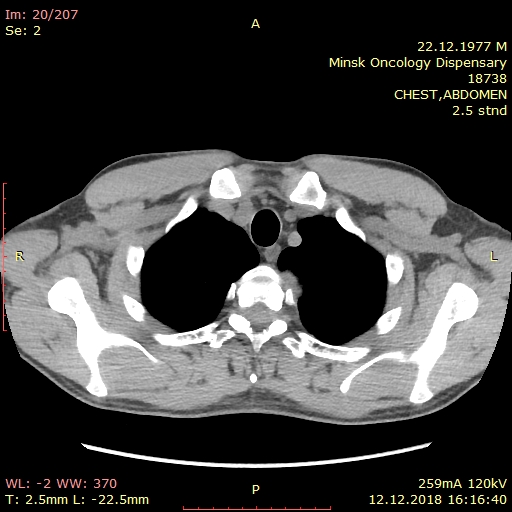 Im: 20/207
Se: 2
A
22.12.1977 M
Minsk Oncology Dispensary
18738
CHEST,ABDOMEN
2.5 stnd
R
L
WL: -2 WW: 370
T: 2.5mm L: -22.5mm
P
259mA 120kV
12.12.2018 16:16:40